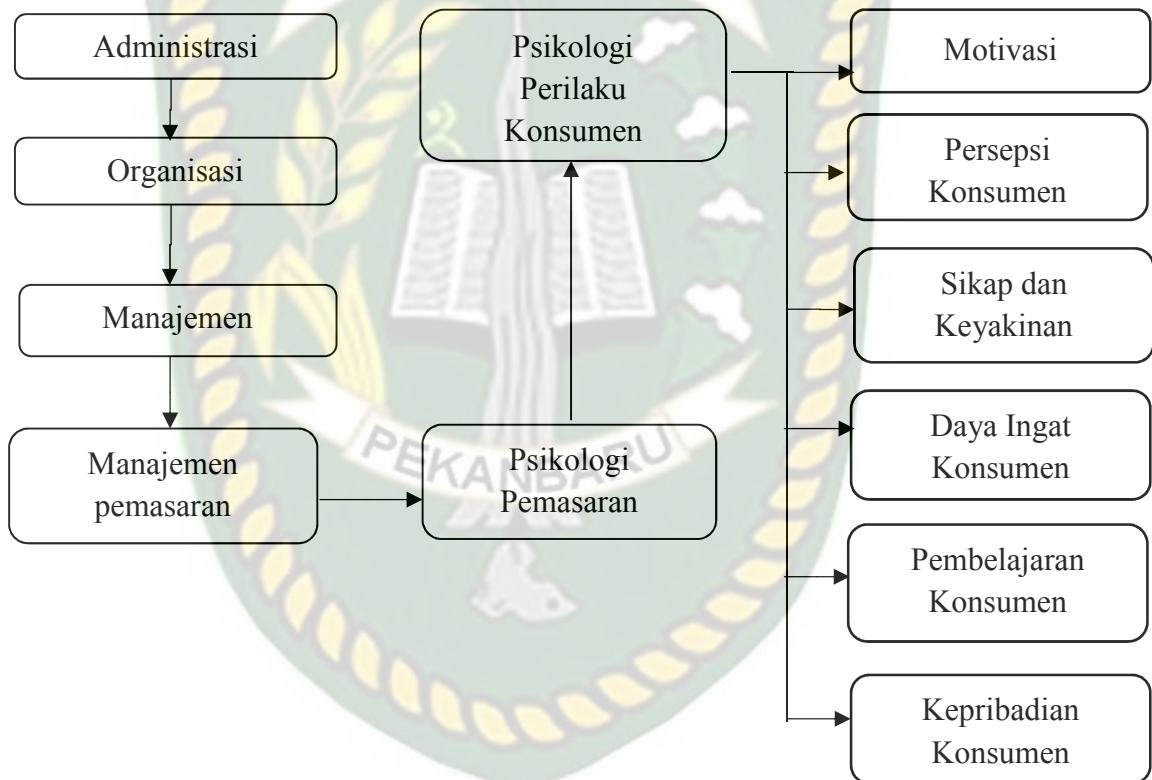 Administrasi
Organisasi
Manajemen
Manajemen
pemasaran
Psikologi
Pemasaran
Psikologi
Perilaku
Konsumen
Motivasi
Persepsi
Konsumen
Sikap dan
Keyakinan
Daya Ingat
Konsumen
Pembelajaran
Konsumen
Kepribadian
Konsumen
PEKANBARU